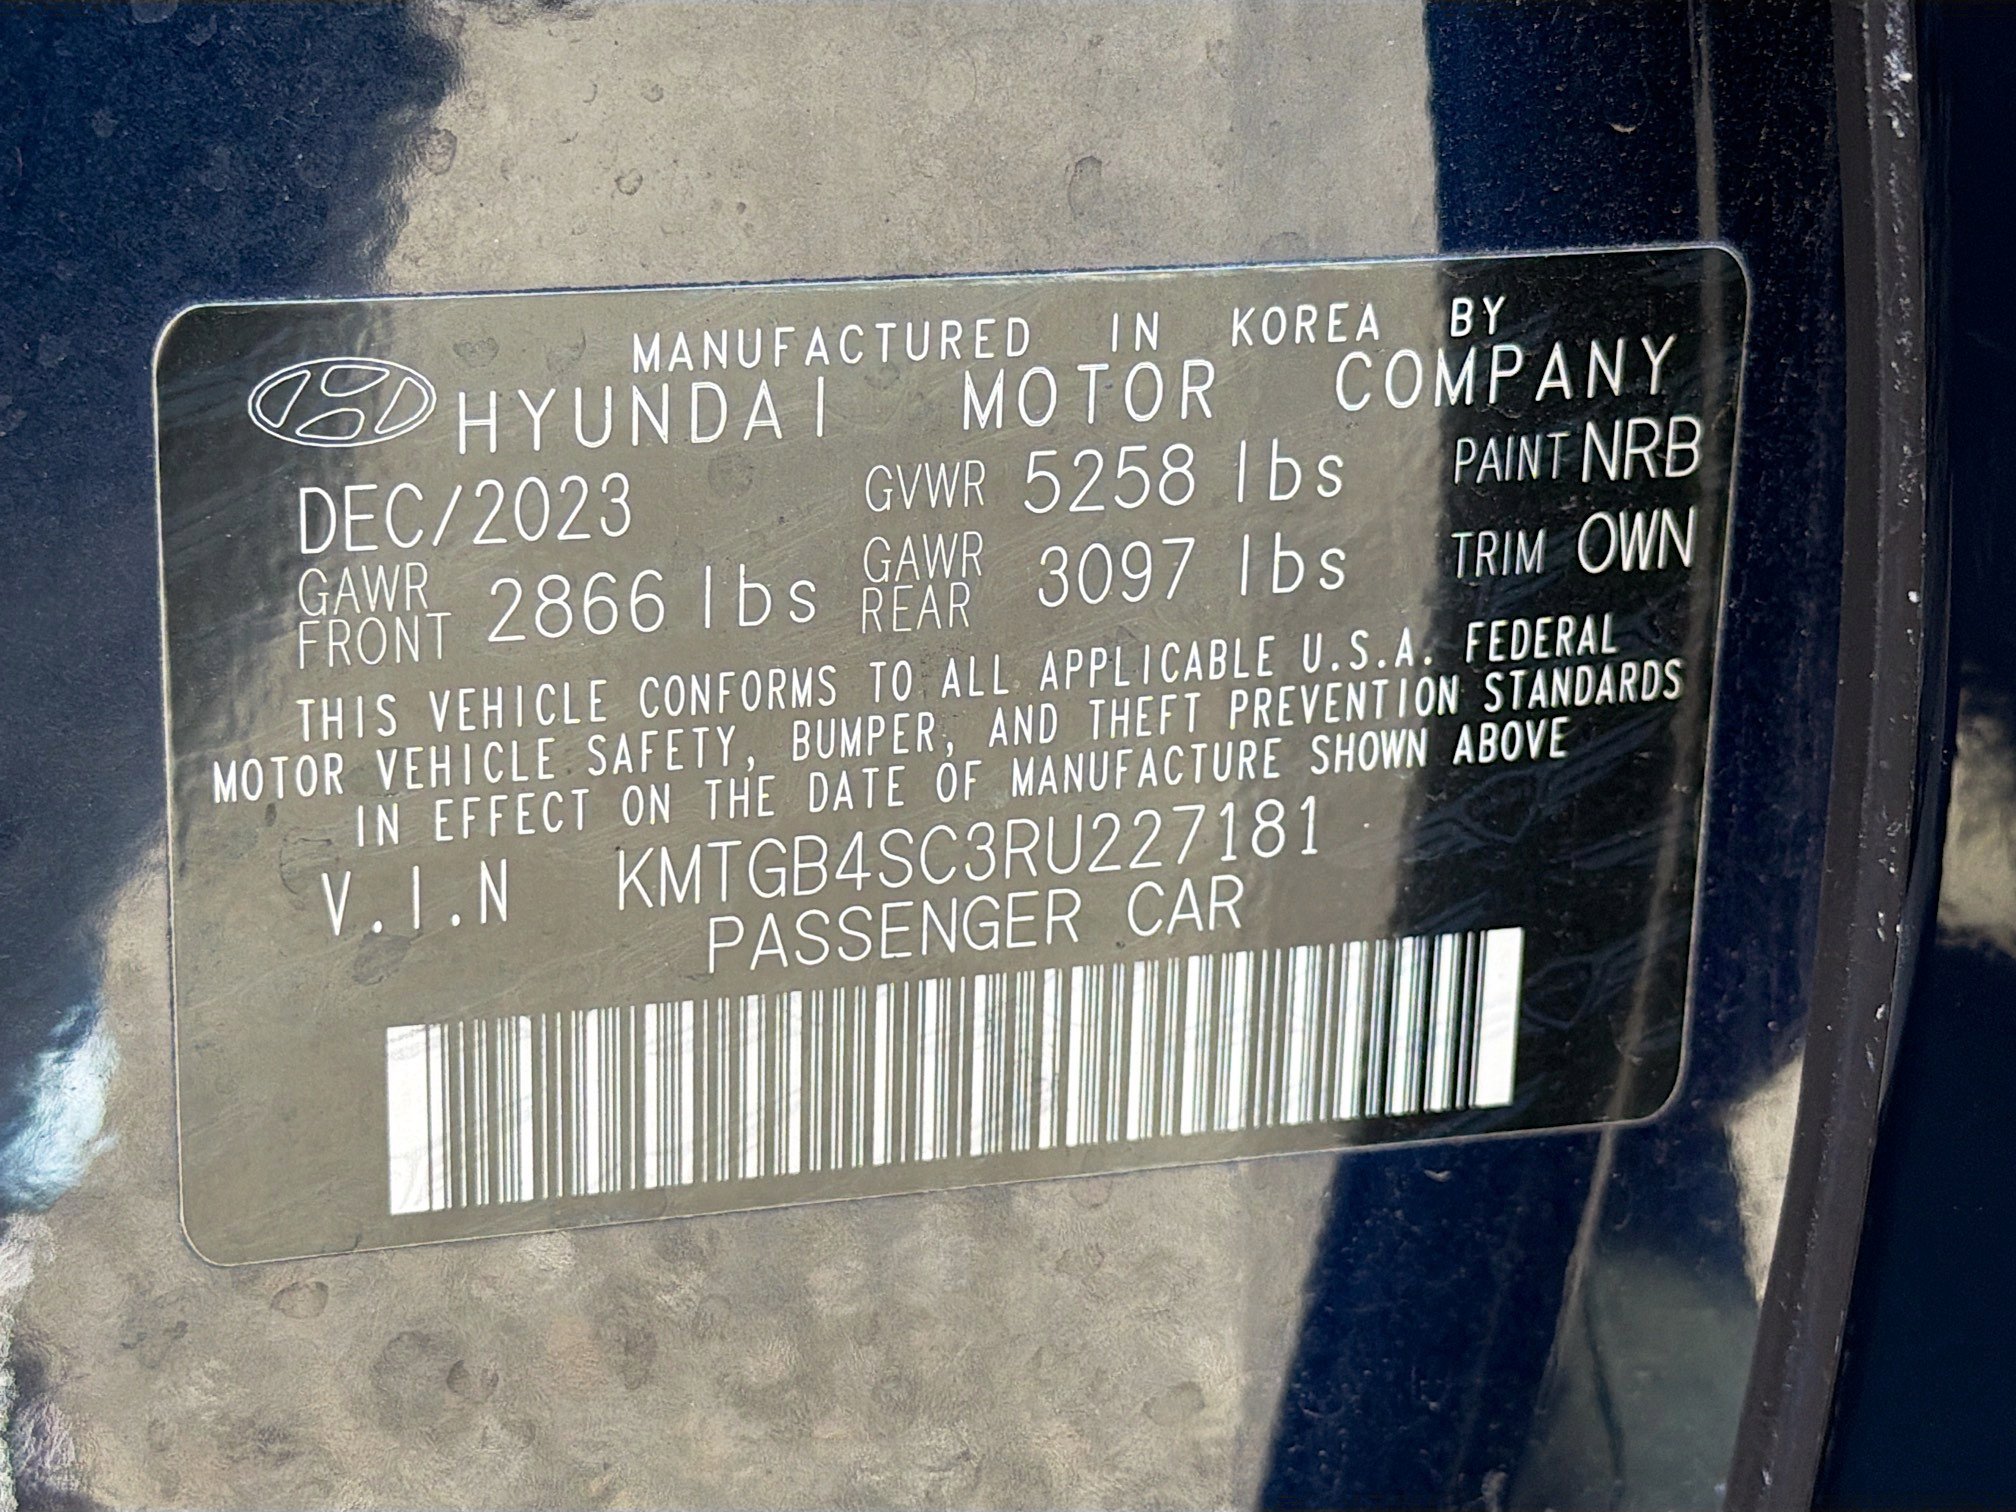 MANUFACTURED IN KOREA BY
HYUNDAI MOTOR COMPANY
DEC/2023 GVWR 5258 lbs PAINT NRB
GAWR FRONT 2866 lbs GAWR REAR 3097 lbs TRIM OWN
THIS VEHICLE CONFORMS TO ALL APPLICABLE U.S.A. FEDERAL
MOTOR VEHICLE SAFETY, BUMPER, AND THEFT PREVENTION STANDARDS
IN EFFECT ON THE DATE OF MANUFACTURE SHOWN ABOVE
V.I.N KMTGB4SC3RU227181
PASSENGER CAR